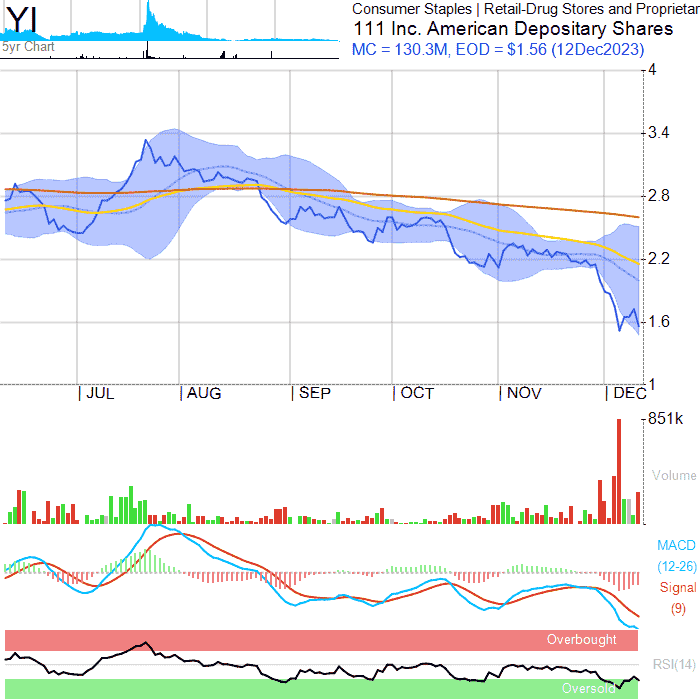 YI
5yr Chart
Consumer Staples | Retail-Drug Stores and Proprietar
111 Inc. American Depositary Shares
MC = 130.3M, EOD = $1.56 (12Dec2023)
4
3.4
2.8
2.2
1.6
1
| JUL | AUG | SEP | OCT | NOV | DEC
851k
Volume
MACD
(12-26)
Signal
(9)
Overbought
RSI(14)
Oversold